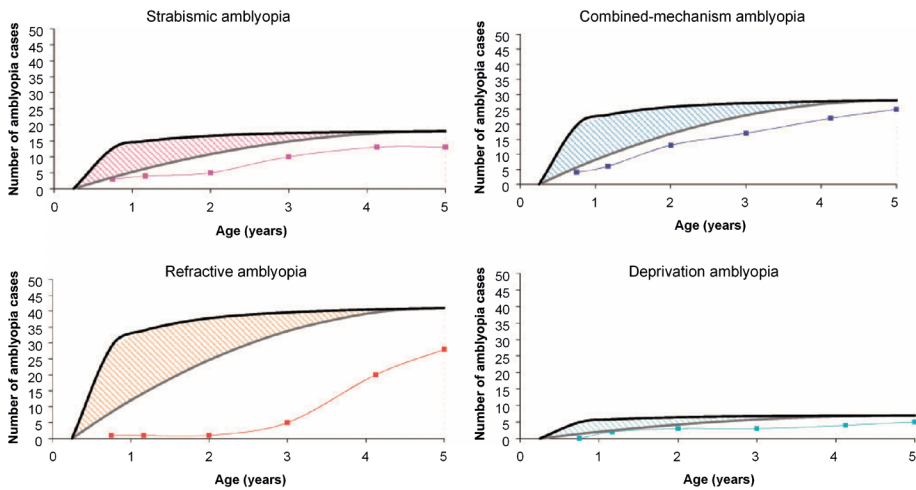 Strabismic amblyopia
Number of amblyopia cases
50
45
40
35
30
25
20
15
10
5
0
0 1 2 3 4 5
Age (years)
Combined-mechanism amblyopia
Number of amblyopia cases
50
45
40
35
30
25
20
15
10
5
0
0 1 2 3 4 5
Age (years)
Refractive amblyopia
Number of amblyopia cases
50
45
40
35
30
25
20
15
10
5
0
0 1 2 3 4 5
Age (years)
Deprivation amblyopia
Number of amblyopia cases
50
45
40
35
30
25
20
15
10
5
0
0 1 2 3 4 5
Age (years)